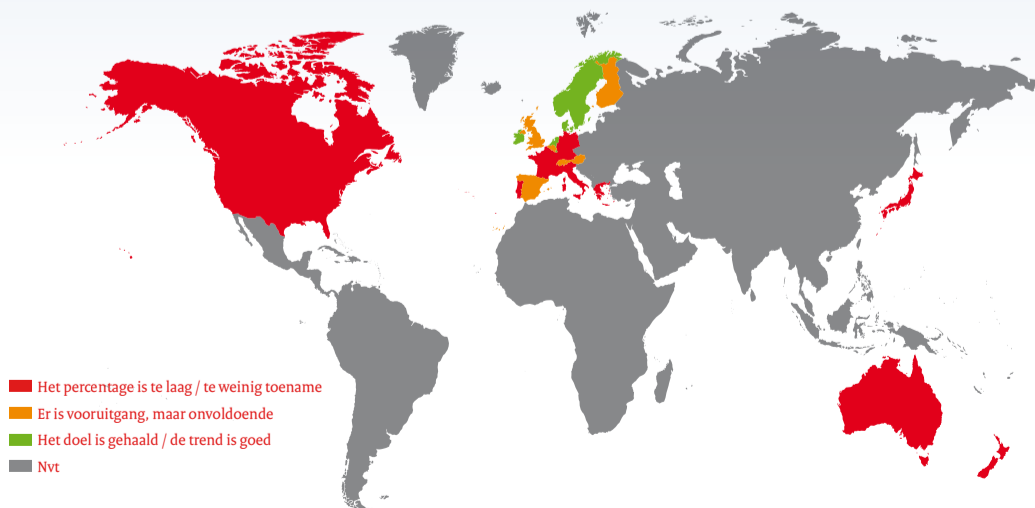 Het percentage is te laag / te weinig toename
Er is vooruitgang, maar onvoldoende
Het doel is gehaald / de trend is goed
Nvt